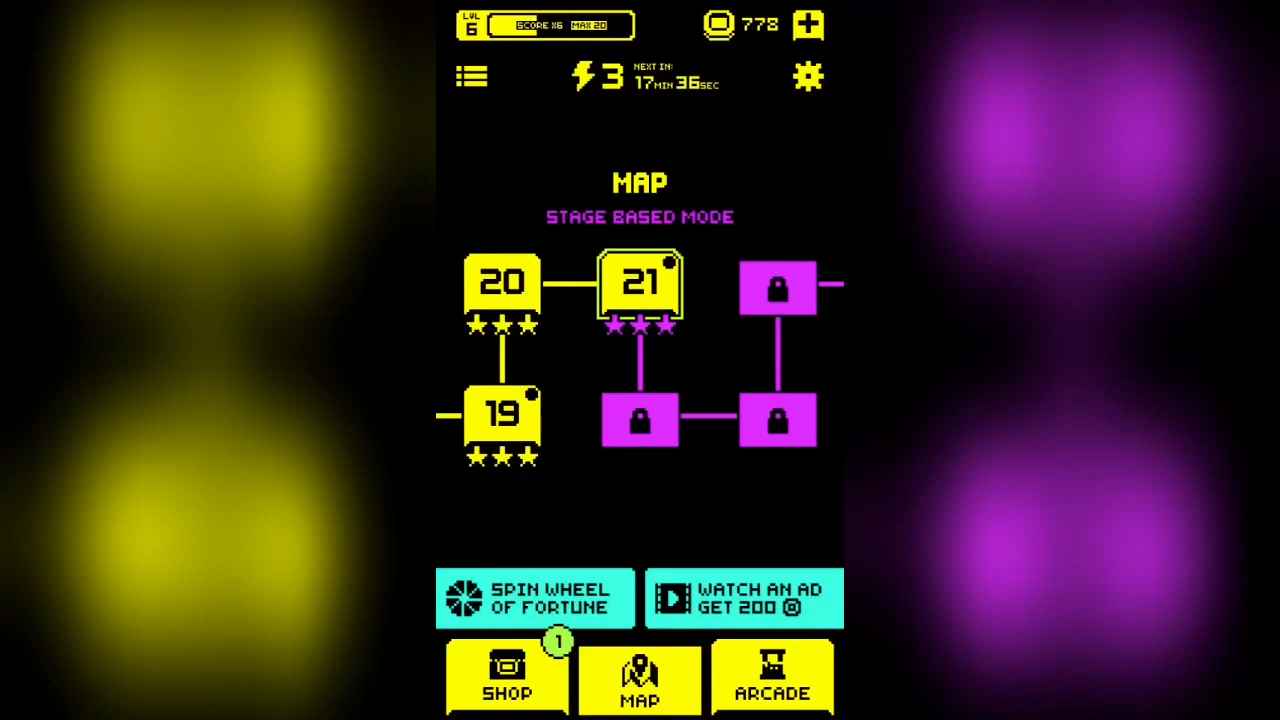 LVL
6
SCORE X6 MAX 20
778
3
NEXT IN:
17MIN 36SEC
MAP
STAGE BASED MODE
20
21
19
SPIN WHEEL
OF FORTUNE
WATCH AN AD
GET 200
1
SHOP
MAP
ARCADE